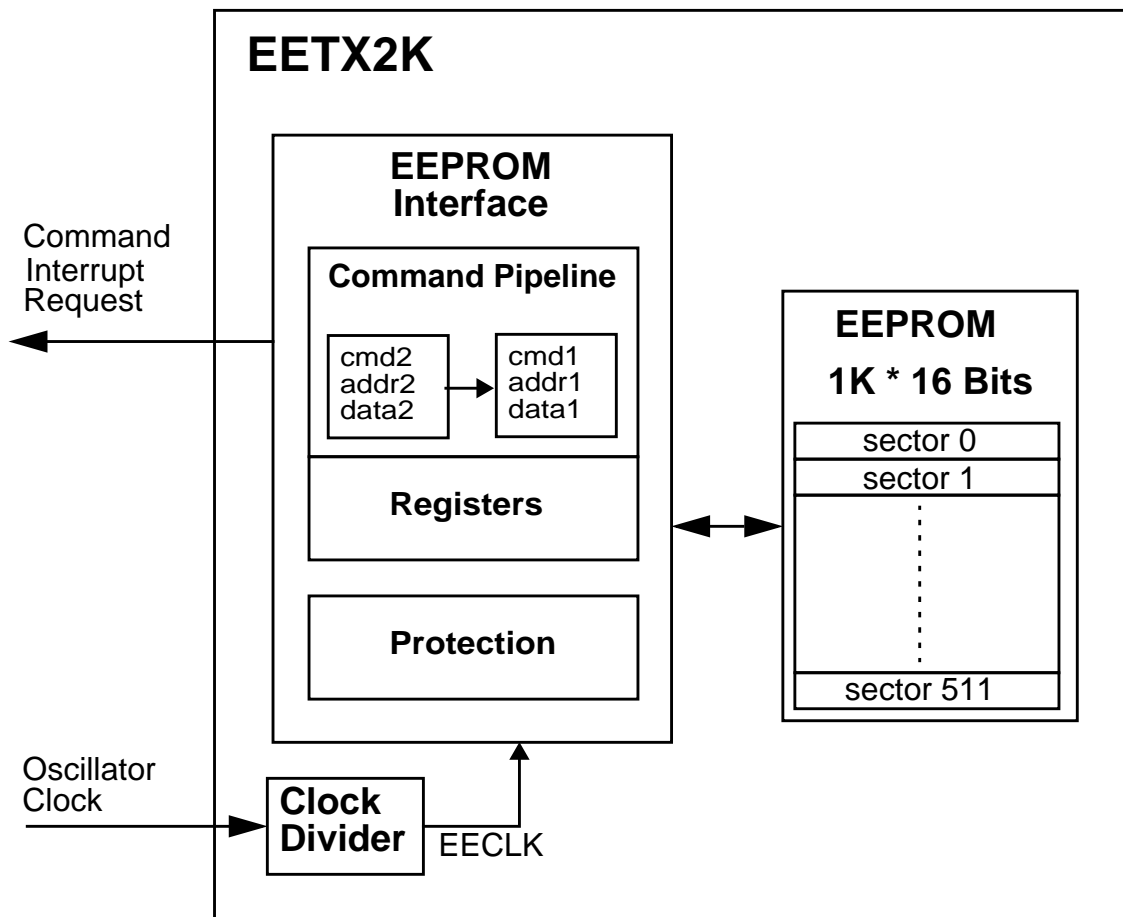 EETX2K
EEPROM
Interface
Command
Interrupt
Request
Command Pipeline
cmd2
addr2
data2
cmd1
addr1
data1
Registers
Protection
EEPROM
1K * 16 Bits
sector 0
sector 1
sector 511
Oscillator
Clock
Clock
Divider
EECLK